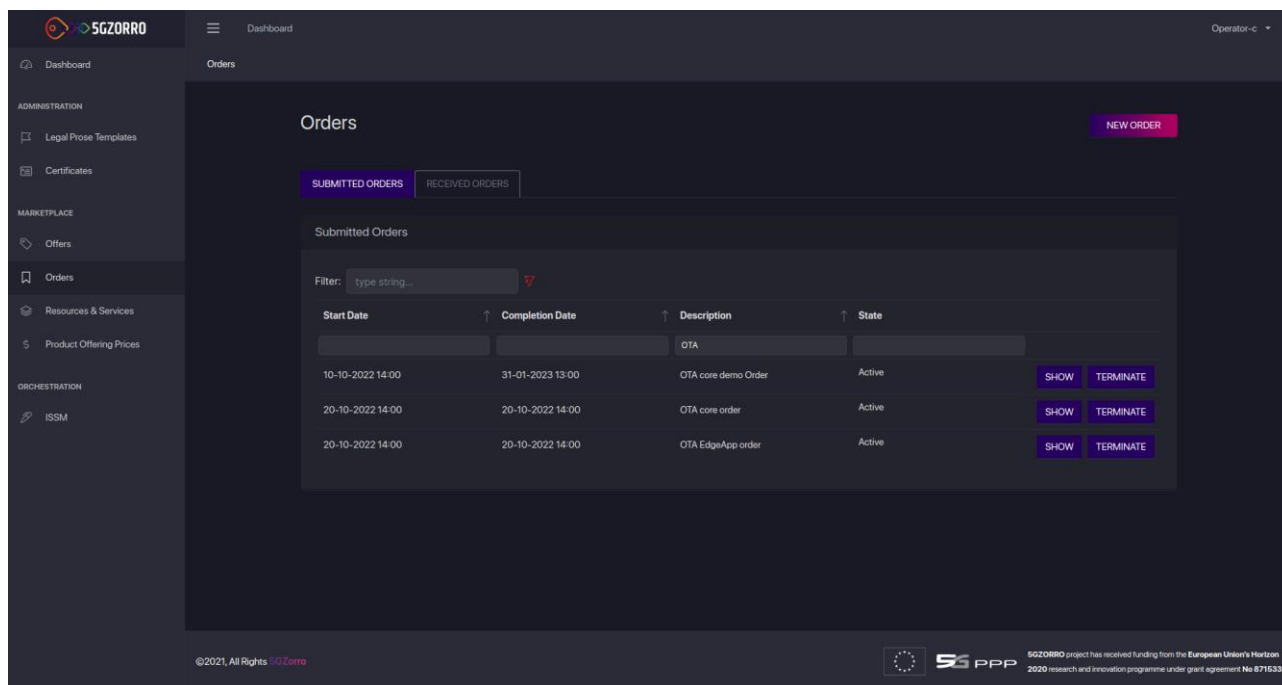 5GZORRO
Dashboard
Operator-c
Dashboard
Orders
ADMINISTRATION
Legal Prose Templates
Certificates
MARKETPLACE
Offers
Orders
Resources & Services
Product Offering Prices
ORCHESTRATION
ISSM
Orders
NEW ORDER
SUBMITTED ORDERS
RECEIVED ORDERS
Submitted Orders
Filter: type string...
Start Date Completion Date Description State
OTA
10-10-2022 14:00 31-01-2023 13:00 OTA core demo Order Active SHOW TERMINATE
20-10-2022 14:00 20-10-2022 14:00 OTA core order Active SHOW TERMINATE
20-10-2022 14:00 20-10-2022 14:00 OTA EdgeApp order Active SHOW TERMINATE
©2021, All Rights 5GZorro
5G PPP
5GZORRO project has received funding from the European Union's Horizon
2020 research and innovation programme under grant agreement No 871533